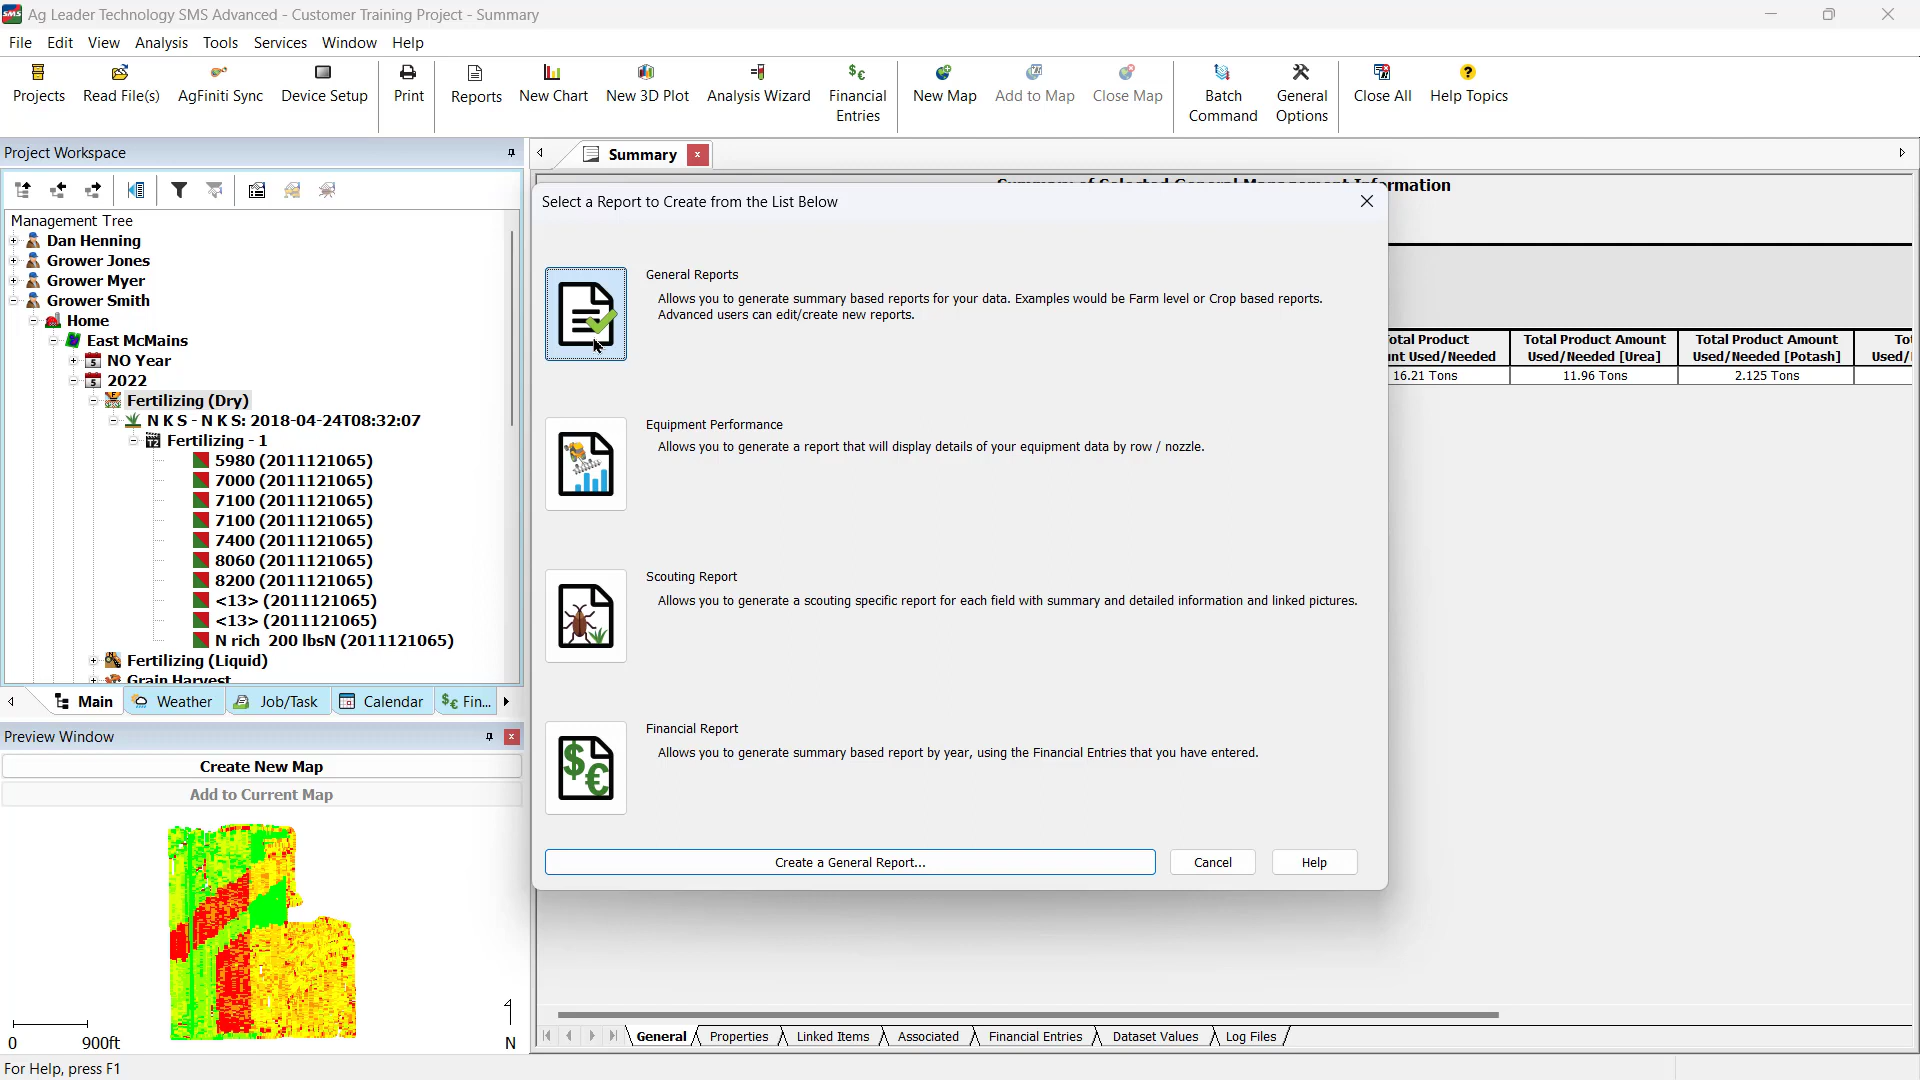 Ag Leader Technology SMS Advanced - Customer Training Project - Summary
File Edit View Analysis Tools Services Window Help
Projects Read File(s) AgFiniti Sync Device Setup Print Reports New Chart New 3D Plot Analysis Wizard Financial Entries New Map Add to Map Close Map Batch Command General Options Close All Help Topics
Project Workspace
Summary
Management Tree
Dan Henning
Grower Jones
Grower Myer
Grower Smith
Home
East McMains
NO Year
2022
Fertilizing (Dry)
N K S - N K S: 2018-04-24T08:32:07
Fertilizing - 1
5980 (2011121065)
7000 (2011121065)
7100 (2011121065)
7100 (2011121065)
7400 (2011121065)
8060 (2011121065)
8200 (2011121065)
<13> (2011121065)
<13> (2011121065)
N rich 200 lbsN (2011121065)
Fertilizing (Liquid)
Grain Harvest
Main Weather Job/Task Calendar Fin...
Preview Window
Create New Map
Add to Current Map
0 900ft N
Summary of Selected General Management Information
Total Product Total Product Amount Total Product Amount
Used/Needed Used/Needed [Urea] Used/Needed [Potash] Used/
16.21 Tons 11.96 Tons 2.125 Tons
Select a Report to Create from the List Below
General Reports
Allows you to generate summary based reports for your data. Examples would be Farm level or Crop based reports.
Advanced users can edit/create new reports.
Equipment Performance
Allows you to generate a report that will display details of your equipment data by row / nozzle.
Scouting Report
Allows you to generate a scouting specific report for each field with summary and detailed information and linked pictures.
Financial Report
Allows you to generate summary based report by year, using the Financial Entries that you have entered.
Create a General Report... Cancel Help
General Properties Linked Items Associated Financial Entries Dataset Values Log Files
For Help, press F1